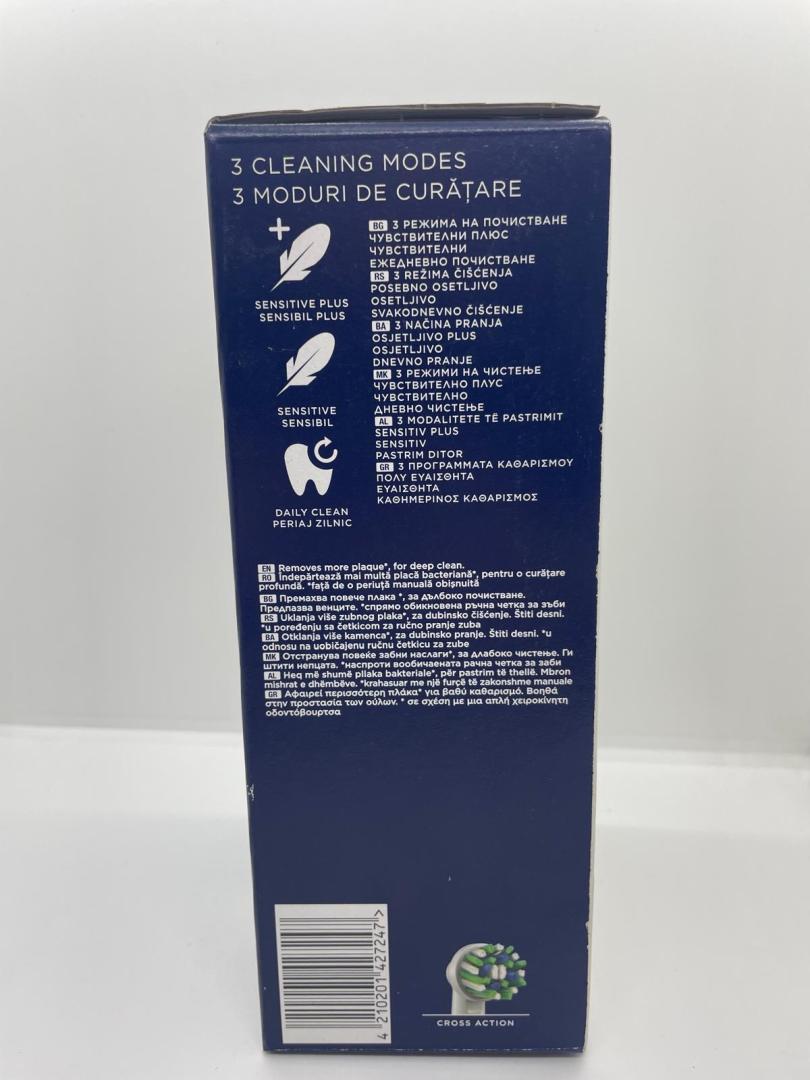 3 CLEANING MODES
3 MODURI DE CURĂȚARE
+
SENSITIVE PLUS
SENSIBIL PLUS
SENSITIVE
SENSIBIL
DAILY CLEAN
PERIAJ ZILNIC
BG 3 РЕЖИМА НА ПОЧИСТВАНЕ
ЧУВСТВИТЕЛНИ ПЛЮС
ЧУВСТВИТЕЛНИ
ЕЖЕДНЕВНО ПОЧИСТВАНЕ
RS 3 REŽIMA ČIŠĆENJA
POSEBNO OSETLJIVO
OSETLJIVO
SVAKODNEVNO ČIŠĆENJE
BA 3 NAČINA PRANJA
OSJETLJIVO PLUS
OSJETLJIVO
DNEVNO PRANJE
MK 3 РЕЖИМИ НА ЧИСТЕЊЕ
ЧУВСТВИТЕЛНО ПЛУС
ЧУВСТВИТЕЛНО
ДНЕВНО ЧИСТЕЊЕ
AL 3 MODALITETE TË PASTRIMIT
SENSITIV PLUS
SENSITIV
PASTRIM DITOR
GR 3 ΠΡΟΓΡΑΜΜΑΤΑ ΚΑΘΑΡΙΣΜΟΥ
ΠΟΛΥ ΕΥΑΙΣΘΗΤΑ
ΕΥΑΙΣΘΗΤΑ
ΚΑΘΗΜΕΡΙΝΟΣ ΚΑΘΑΡΙΣΜΟΣ
EN Removes more plaque*, for deep clean.
RO Îndepărtează mai multă placă bacteriană*, pentru o curățare
profundă. *față de o periuță manuală obișnuită
BG Премахва повече плака *, за дълбоко почистване.
Предпазва венците. *спрямо обикновена ръчна четка за зъби
RS Uklanja više zubnog plaka*, za dubinsko čišćenje. Štiti desni.
*u poređenju sa četkicom za ručno pranje zuba
BA Otklanja više kamenca*, za dubinsko pranje. Štiti desni. *u
odnosu na uobičajenu ručnu četkicu za zube
MK Отстранува повеќе забни наслаги*, за длабоко чистење. Ги
штити непцата. *наспроти вообичаената рачна четка за заби
AL Heq më shumë pllaka bakteriale*, për pastrim të thellë. Mbron
mishrat e dhëmbëve. *krahasuar me një furçë të zakonshme manuale
GR Αφαιρεί περισσότερη πλάκα* για βαθύ καθαρισμό. Βοηθά
στην προστασία των ούλων. * σε σχέση με μια απλή χειροκίνητη
οδοντόβουρτσα
4 210201 427247 >
CROSS ACTION